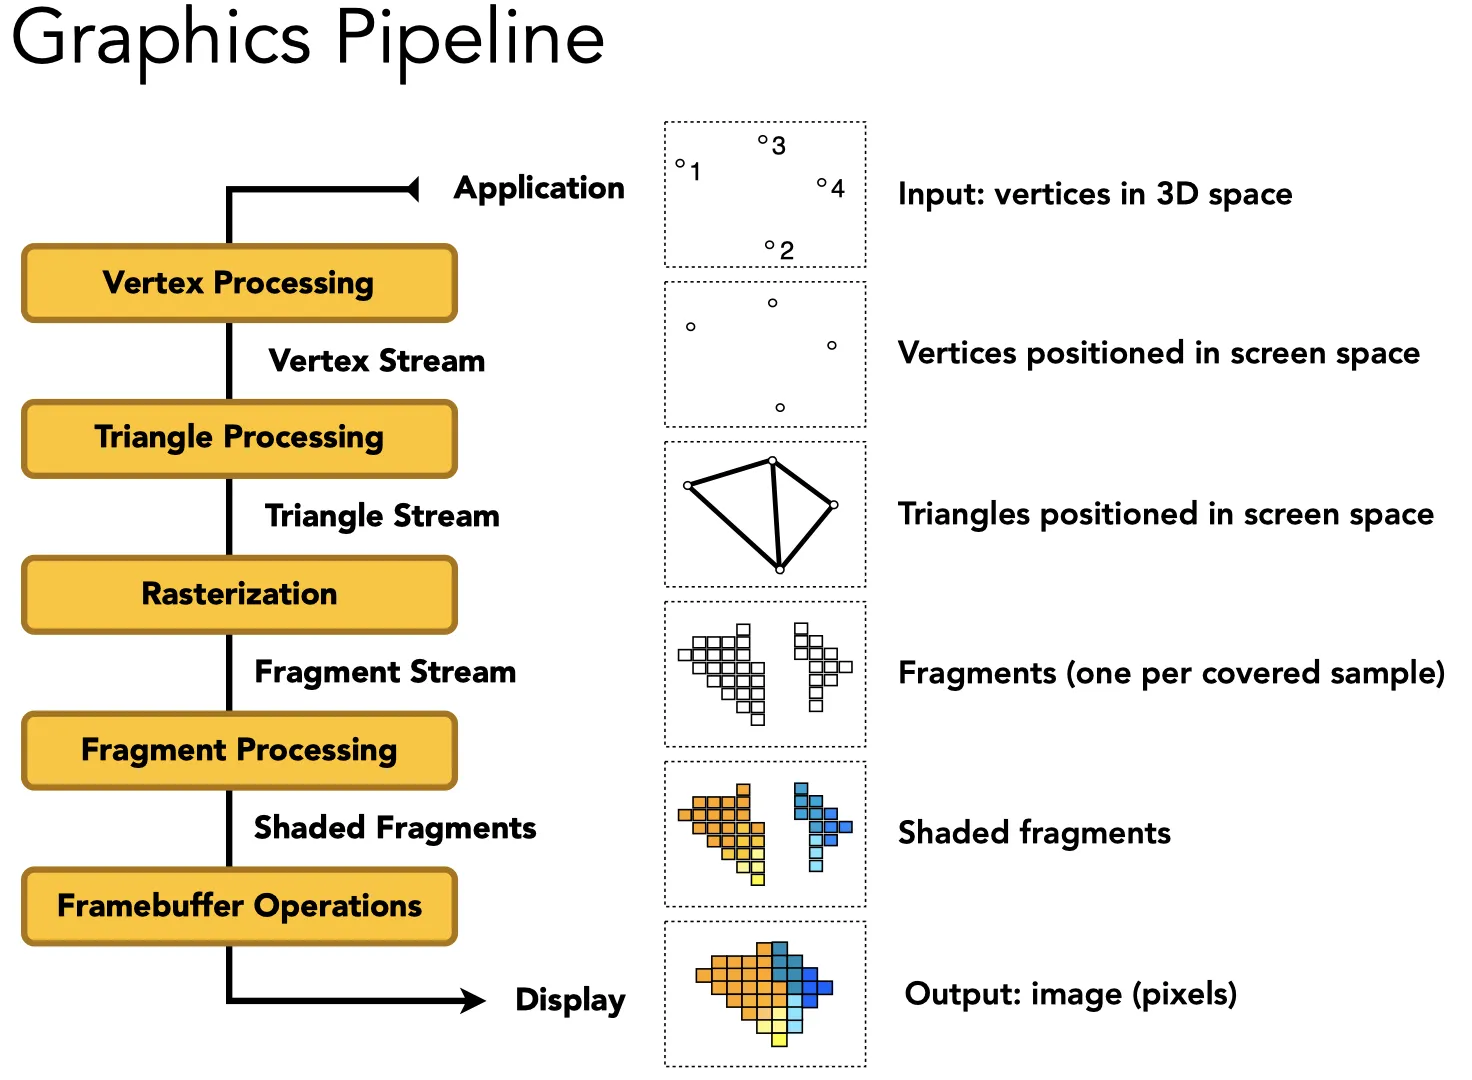 Graphics Pipeline
Application
3
1
4
2
Input: vertices in 3D space
Vertex Processing
Vertex Stream
Vertices positioned in screen space
Triangle Processing
Triangle Stream
Triangles positioned in screen space
Rasterization
Fragment Stream
Fragments (one per covered sample)
Fragment Processing
Shaded Fragments
Shaded fragments
Framebuffer Operations
Display
Output: image (pixels)